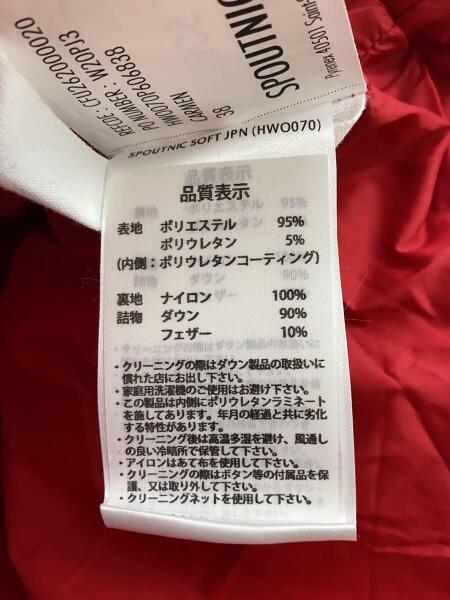 SPOUTNIC
Pyrenex 40501 Saint-
38
CARMEN
HWO0710P606838
PO NUMBER : W20PJ3
REFCDE : CF0262000020
SPOUTNIC SOFT JPN (HWO070)
品質表示
表地 ポリエステル 95%
ポリウレタン 5%
(内側：ポリウレタンコーティング)
裏地 ナイロン 100%
詰物 ダウン 90%
フェザー 10%
・クリーニングの際はダウン製品の取扱いに
慣れた店にお出し下さい。
・家庭用洗濯機のご使用はお避け下さい。
・この製品は内側にポリウレタンラミネート
を施してあります。年月の経過と共に劣化
する特性があります。
・クリーニング後は高温多湿を避け、風通し
の良い冷暗所で保管して下さい。
・アイロンはあて布を使用して下さい。
・クリーニングの際はボタン等の付属品を保
護、又は取り外して下さい。
・クリーニングネットを使用して下さい。